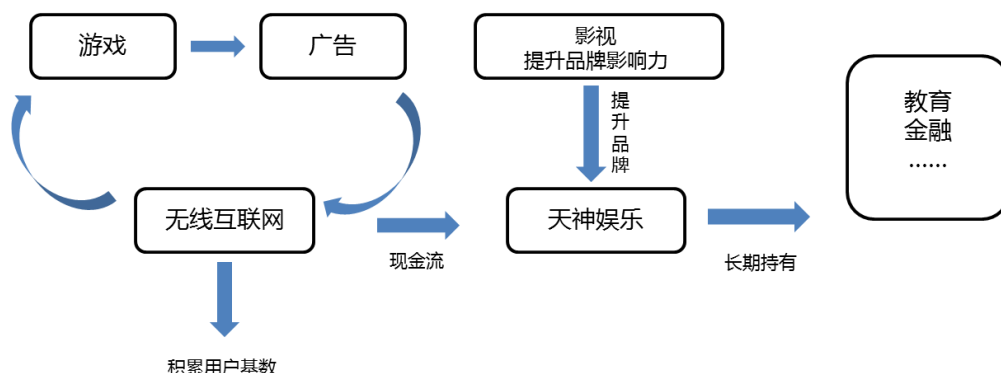 游戏
广告
影视
提升品牌影响力
教育
金融
......
提升品牌
无线互联网
天神娱乐
现金流
长期持有
积累用户基数